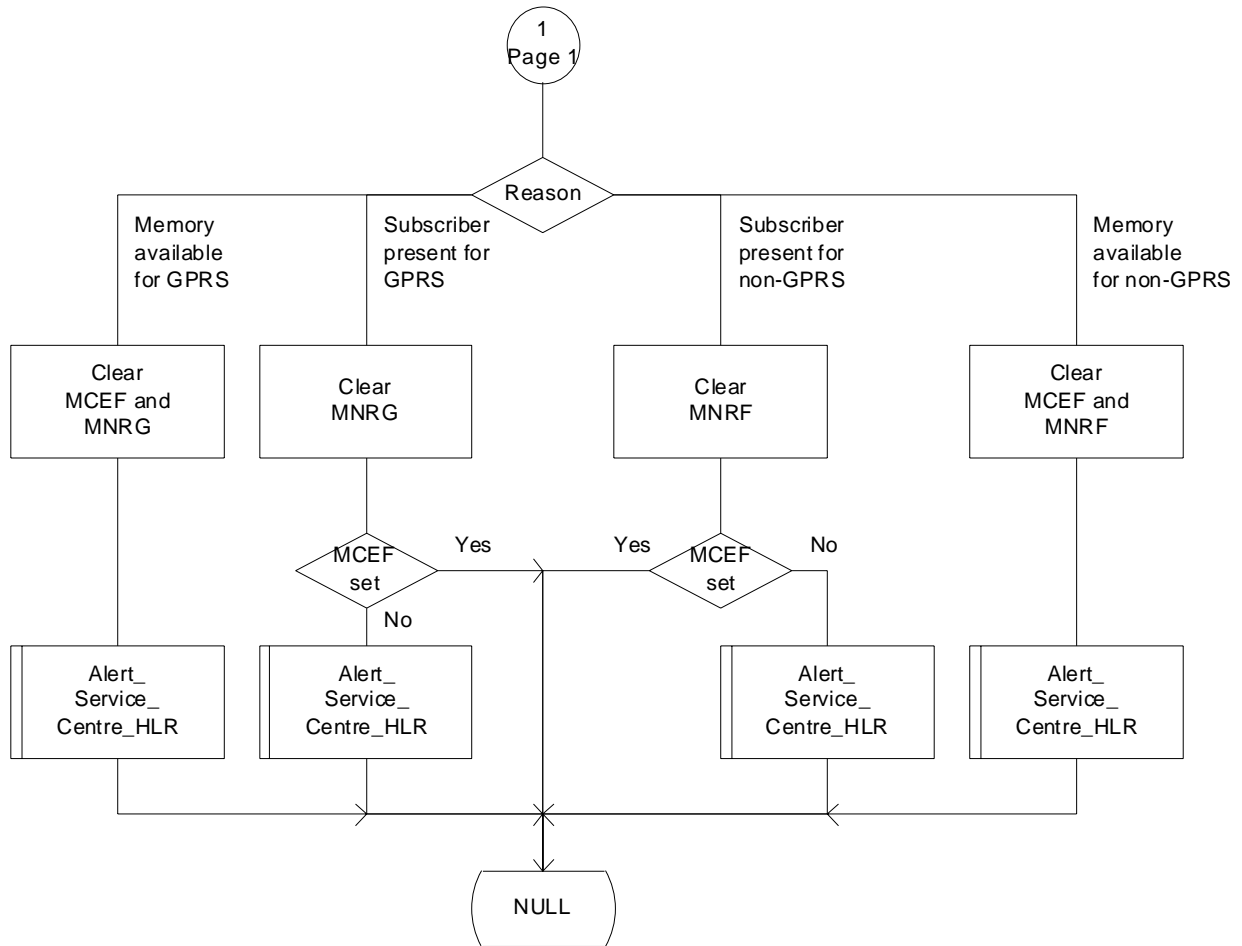 1
Page 1
Reason
Memory
available
for GPRS
Subscriber
present for
GPRS
Subscriber
present for
non-GPRS
Memory
available
for non-GPRS
Clear
MCEF and
MNRG
Clear
MNRG
Clear
MNRF
Clear
MCEF and
MNRF
MCEF
set
Yes
No
Yes
MCEF
set
No
Alert_
Service_
Centre_HLR
Alert_
Service_
Centre_HLR
Alert_
Service_
Centre_HLR
Alert_
Service_
Centre_HLR
NULL